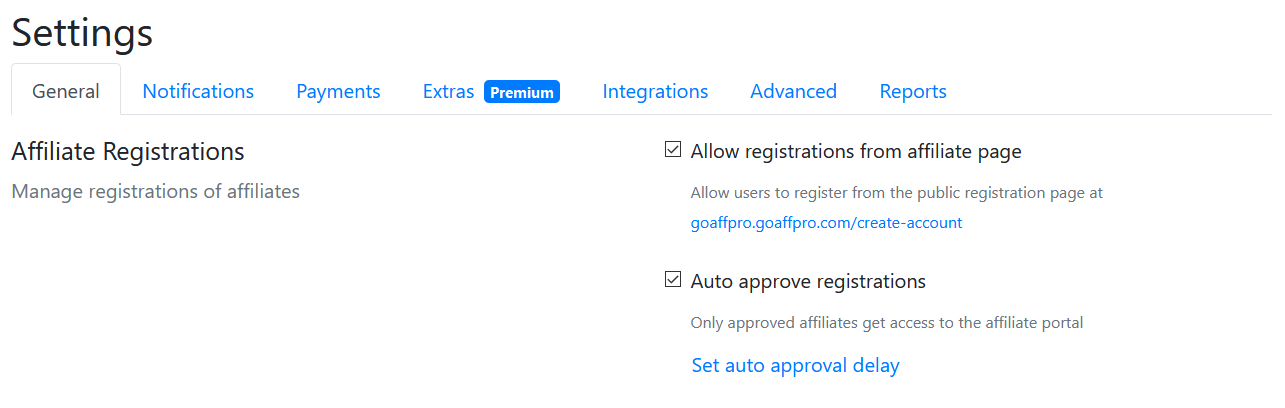 Settings
General Notifications Payments Extras Premium Integrations Advanced Reports
Affiliate Registrations
Manage registrations of affiliates
Allow registrations from affiliate page
Allow users to register from the public registration page at
goaffpro.goaffpro.com/create-account
Auto approve registrations
Only approved affiliates get access to the affiliate portal
Set auto approval delay